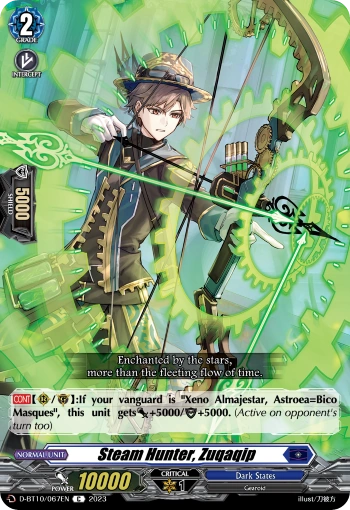 2
GRADE
INTERCEPT
5000
SHIELD
Enchanted by the stars,
more than the fleeting flow of time.
CONT【/】:If your vanguard is "Xeno Almajestar, Astroea=Bico
Masques", this unit gets +5000/ +5000. (Active on opponent's
turn too)
NORMAL UNIT
Steam Hunter, Zuqaqip
POWER 10000
CRITICAL
1
Dark States
Gearoid
D-BT10/067EN C 2023
illust/刀彼方